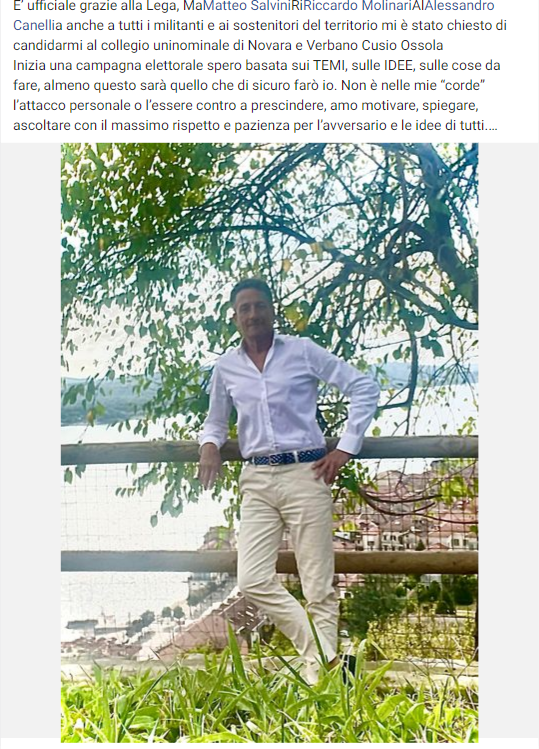 E' ufficiale grazie alla Lega, MaMatteo SalviniRiRiccardo MolinariAlAlessandro
Canellia anche a tutti i militanti e ai sostenitori del territorio mi è stato chiesto di
candidarmi al collegio uninominale di Novara e Verbano Cusio Ossola
Inizia una campagna elettorale spero basata sui TEMI, sulle IDEE, sulle cose da
fare, almeno questo sarà quello che di sicuro farò io. Non è nelle mie “corde”
l’attacco personale o l’essere contro a prescindere, amo motivare, spiegare,
ascoltare con il massimo rispetto e pazienza per l’avversario e le idee di tutti....